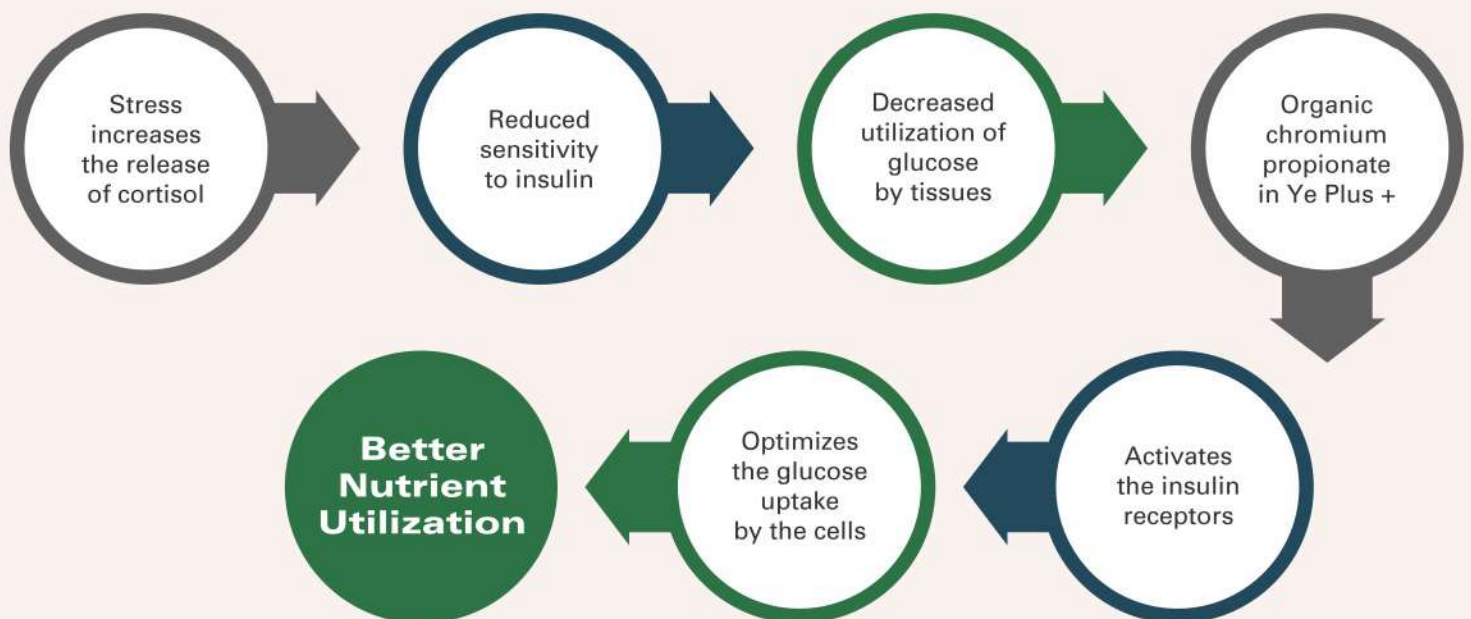 Stress
increases
the release
of cortisol
Reduced
sensitivity
to insulin
Decreased
utilization of
glucose
by tissues
Organic
chromium
propionate
in Ye Plus +
Activates
the insulin
receptors
Optimizes
the glucose
uptake
by the cells
Better
Nutrient
Utilization